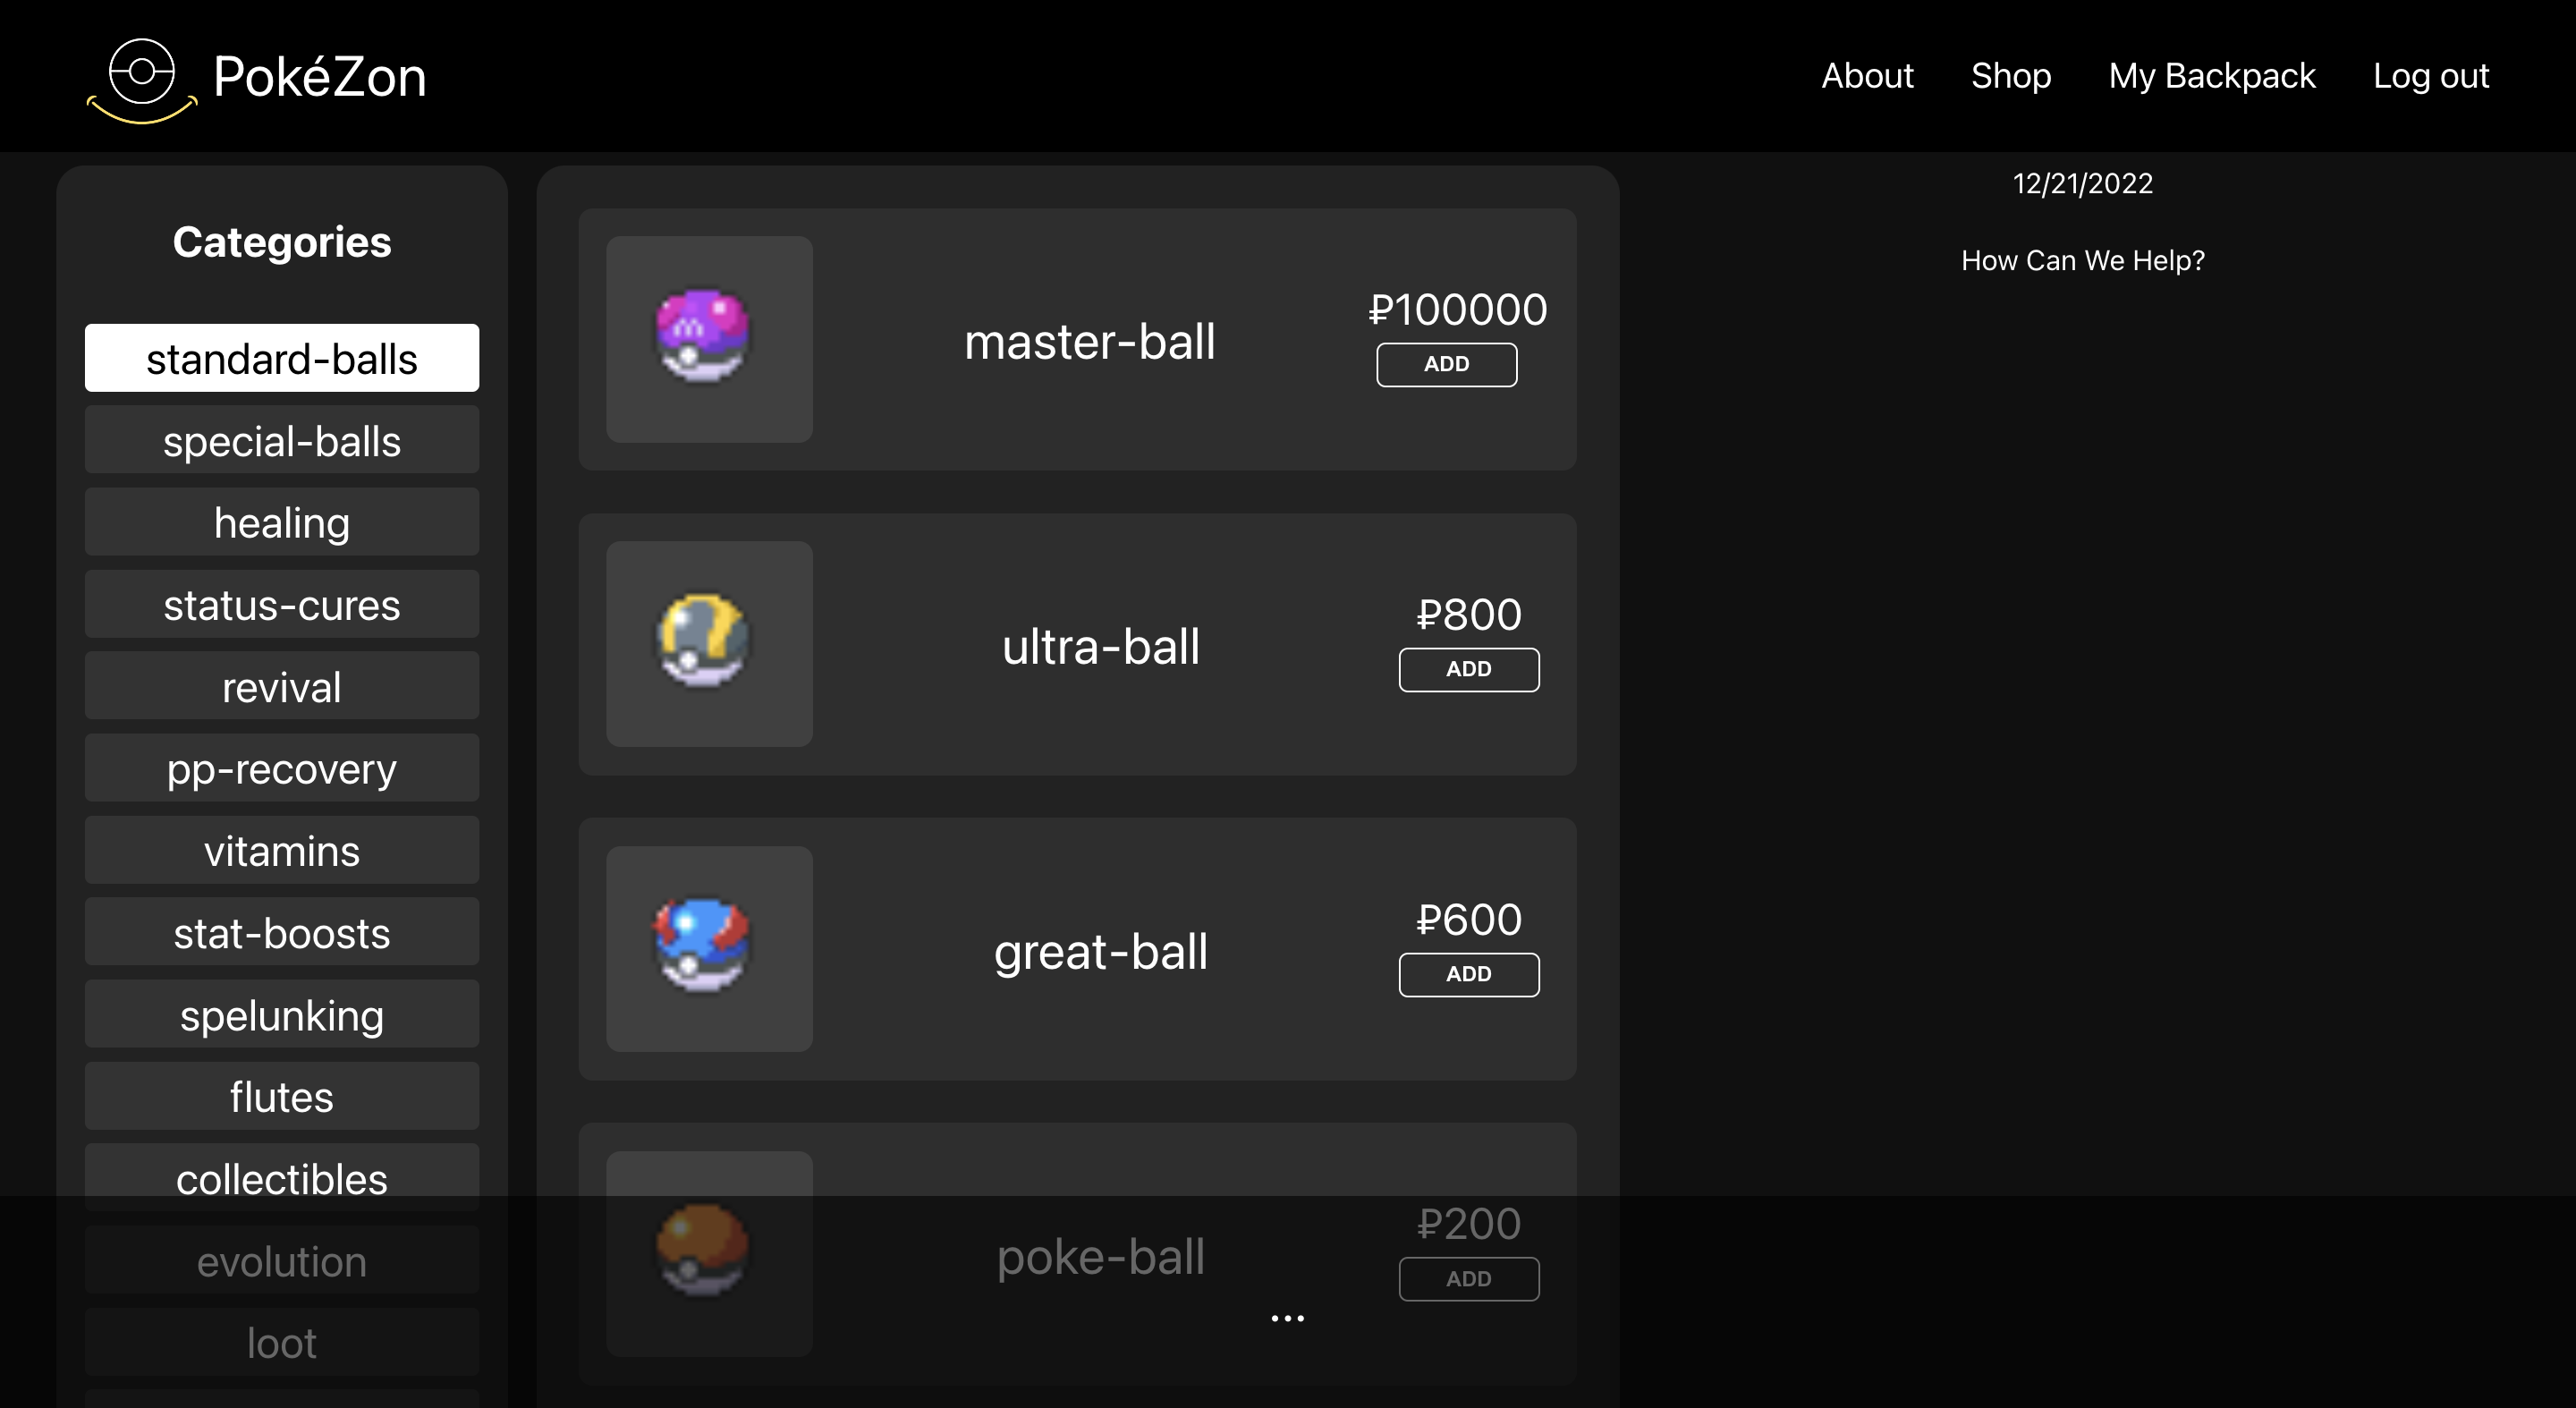 PokéZon
About Shop My Backpack Log out
Categories
standard-balls
special-balls
healing
status-cures
revival
pp-recovery
vitamins
stat-boosts
spelunking
flutes
collectibles
evolution
loot
master-ball
₽100000
ADD
ultra-ball
₽800
ADD
great-ball
₽600
ADD
poke-ball
₽200
ADD
...
12/21/2022
How Can We Help?